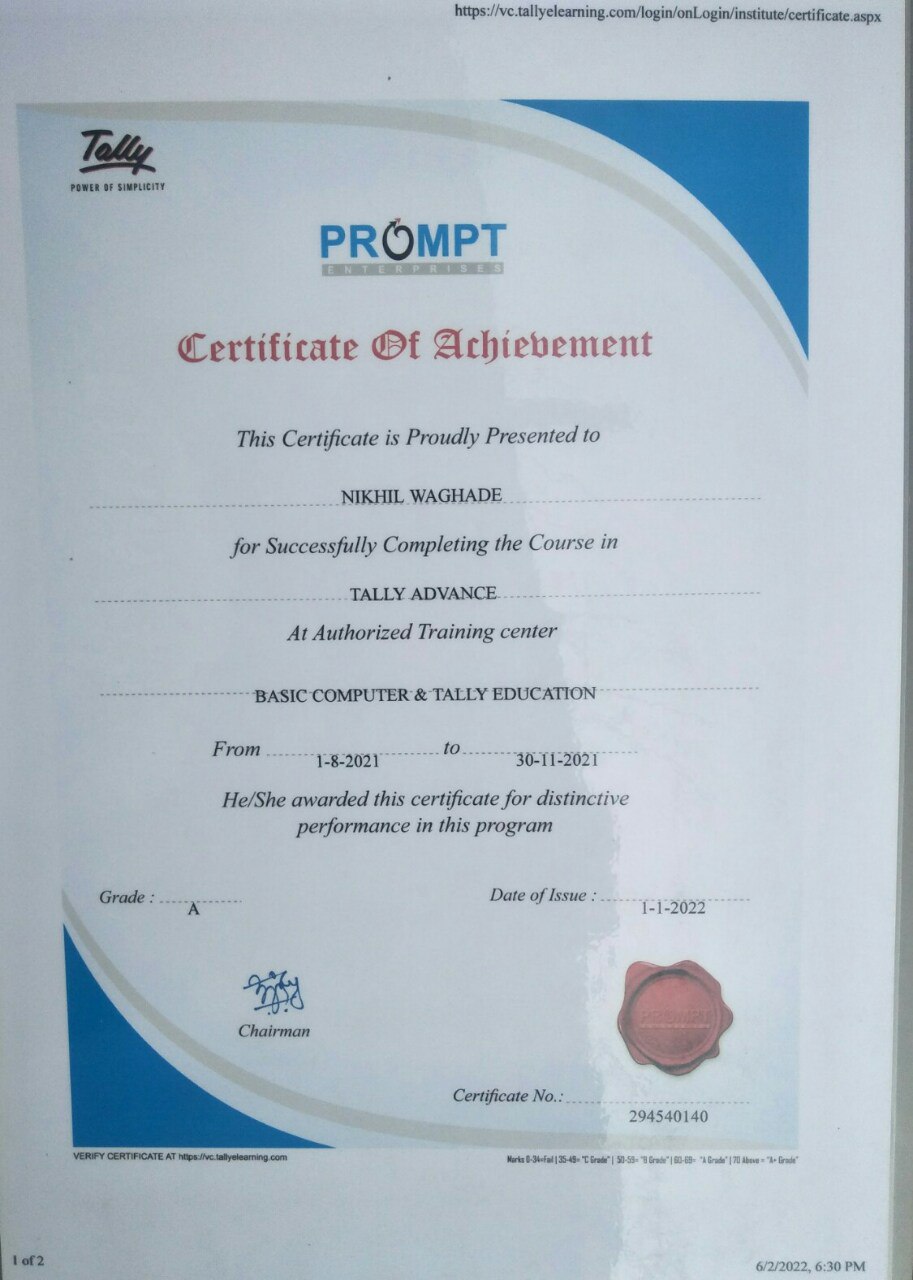 https://vc.tallyelearning.com/login/onLogin/institute/certificate.aspx
Tally
POWER OF SIMPLICITY
PROMPT
ENTERPRISES
Certificate Of Achievement
This Certificate is Proudly Presented to
NIKHIL WAGHADE
for Successfully Completing the Course in
TALLY ADVANCE
At Authorized Training center
BASIC COMPUTER & TALLY EDUCATION
From 1-8-2021 to 30-11-2021
He/She awarded this certificate for distinctive
performance in this program
Grade : A
Date of Issue : 1-1-2022
Chairman
PROMPT
Certificate No.: 294540140
VERIFY CERTIFICATE AT https://vc.tallyelearning.com
Marks 0-34=Fail | 35-49= "C Grade" | 50-59= "B Grade" | 60-69= "A Grade" | 70 Above = "A+ Grade"
1 of 2
6/2/2022, 6:30 PM